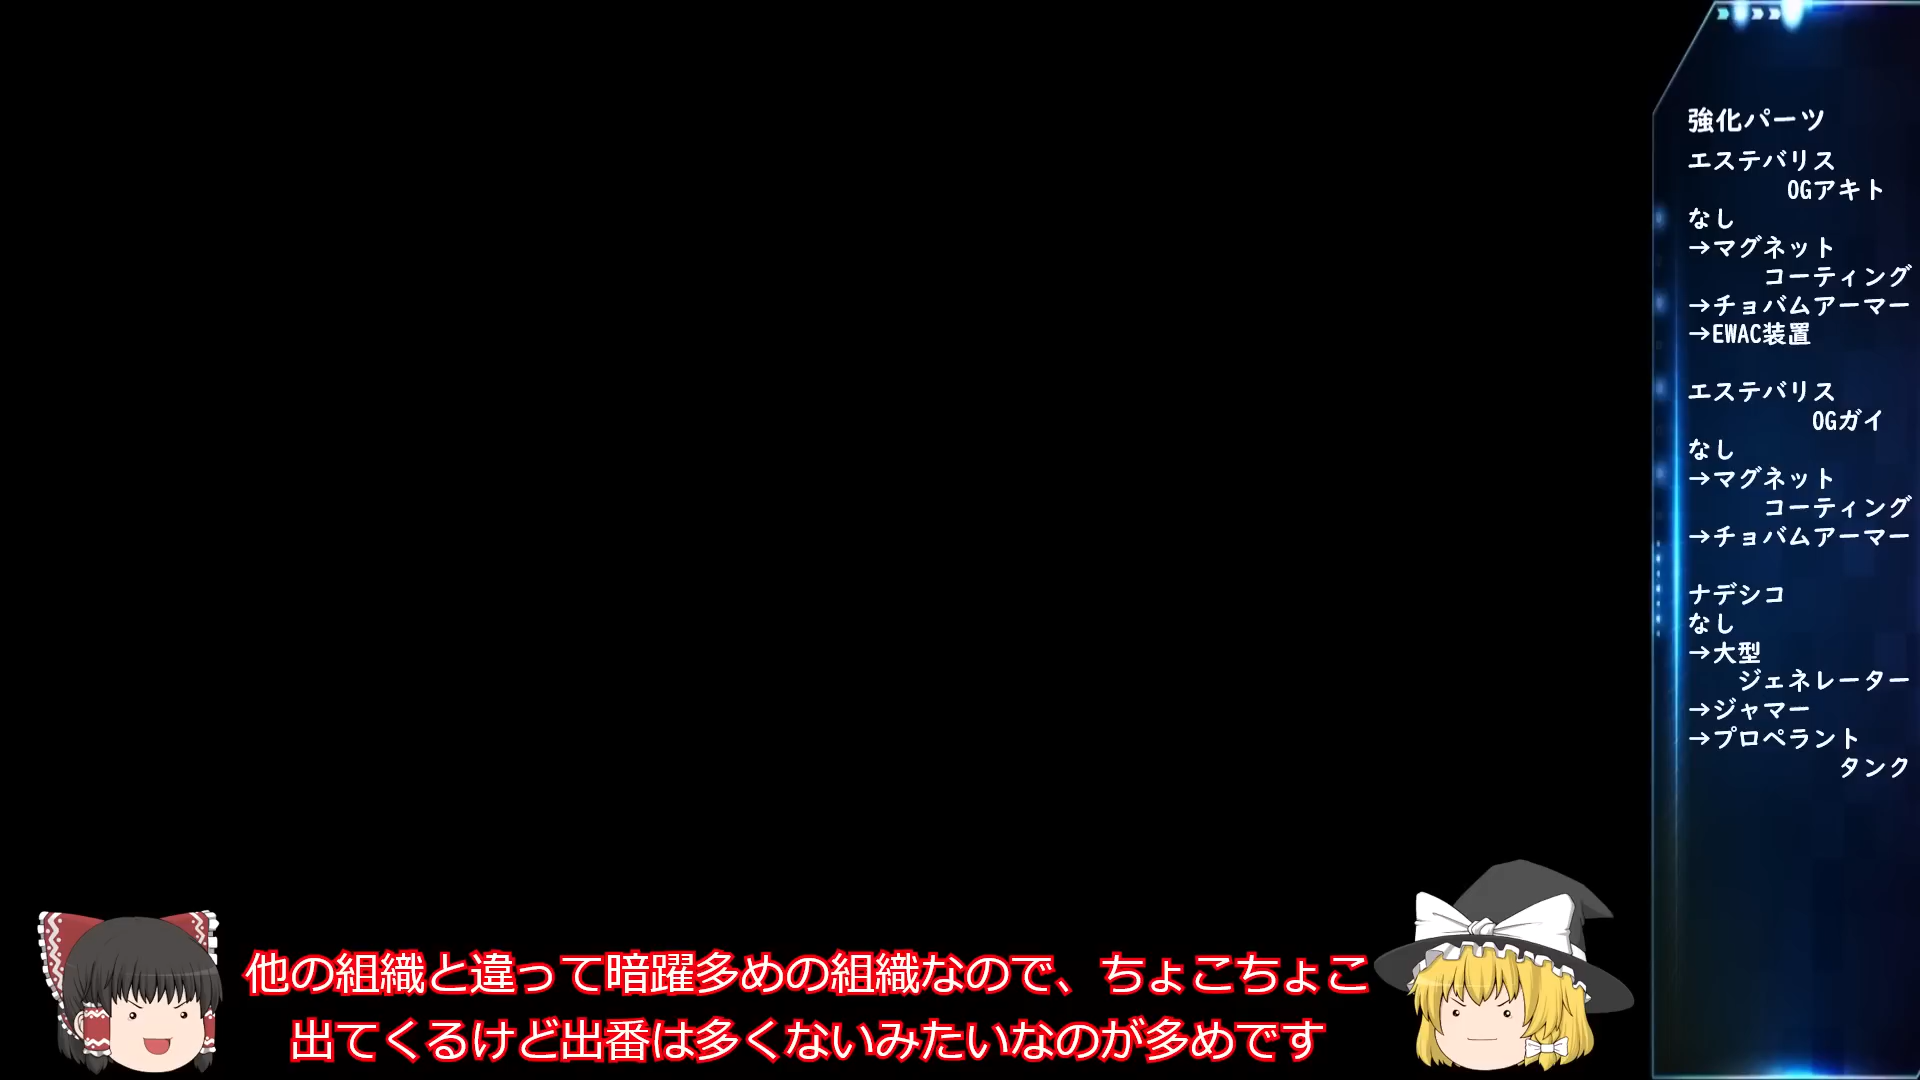 強化パーツ
エステバリス
OGアキト
なし
→マグネット
コーティング
→チョバムアーマー
→EWAC装置
エステバリス
OGガイ
なし
→マグネット
コーティング
→チョバムアーマー
ナデシコ
なし
→大型
ジェネレーター
→ジャマー
→プロペラント
タンク
他の組織と違って暗躍多めの組織なので、ちょこちょこ
出てくるけど出番は多くないみたいなのが多めです